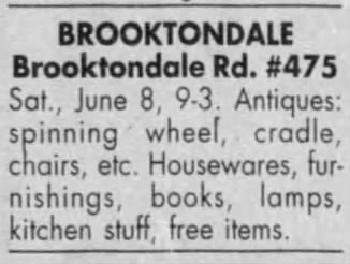 BROOKTONDALE
Brooktondale Rd. #475
Sat., June 8, 9-3. Antiques:
spinning wheel, cradle,
chairs, etc. Housewares, fur-
nishings, books, lamps,
kitchen stuff, free items.